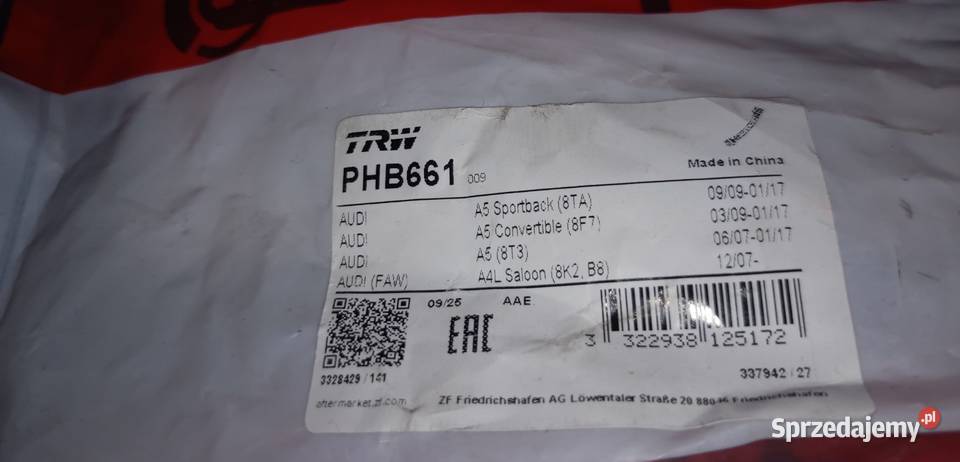 TRW
PHB661 009
Made in China
AUDI A5 Sportback (8TA) 09/09-01/17
AUDI A5 Convertible (8F7) 03/09-01/17
AUDI A5 (8T3) 06/07-01/17
AUDI (FAW) A4L Saloon (8K2, B8) 12/07-
09/25 AAE
EAC
3 322938 125172
3328429 / 141
337942 / 27
aftermarket.zf.com
ZF Friedrichshafen AG Löwentaler Straße 20 88046 Friedrichshafen
Sprzedajemy.pl